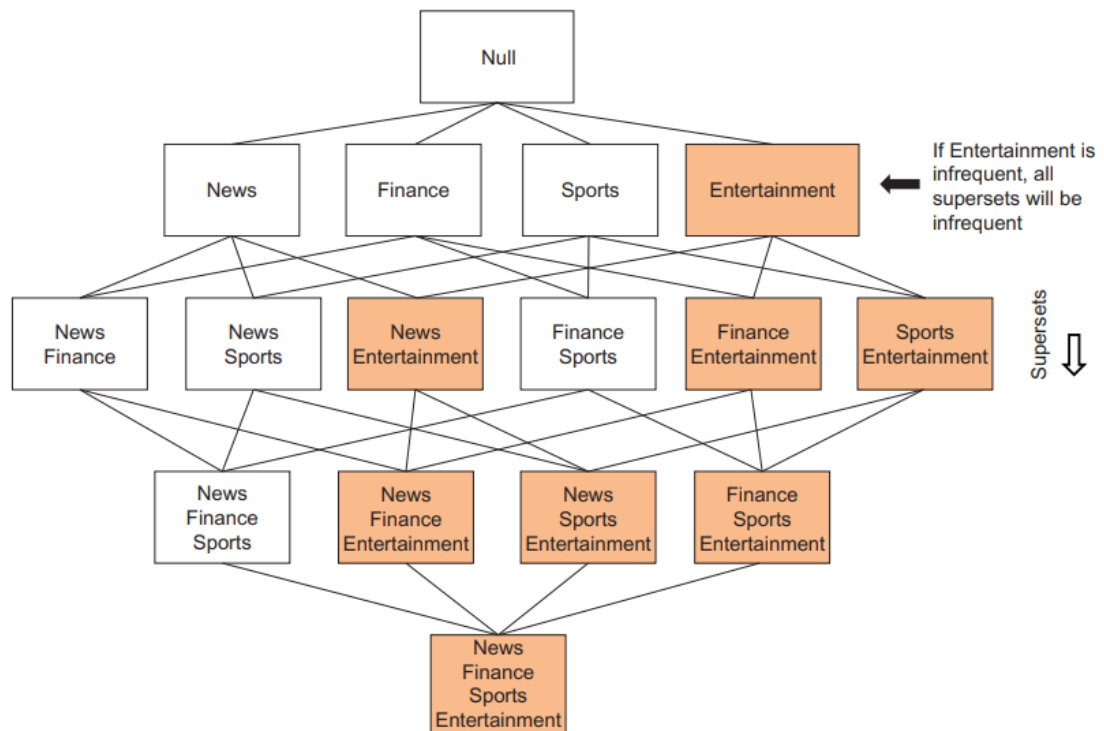 Null
News
Finance
Sports
Entertainment
If Entertainment is
infrequent, all
supersets will be
infrequent
News
Finance
News
Sports
News
Entertainment
Finance
Sports
Finance
Entertainment
Sports
Entertainment
Supersets
News
Finance
Sports
News
Finance
Entertainment
News
Sports
Entertainment
Finance
Sports
Entertainment
News
Finance
Sports
Entertainment